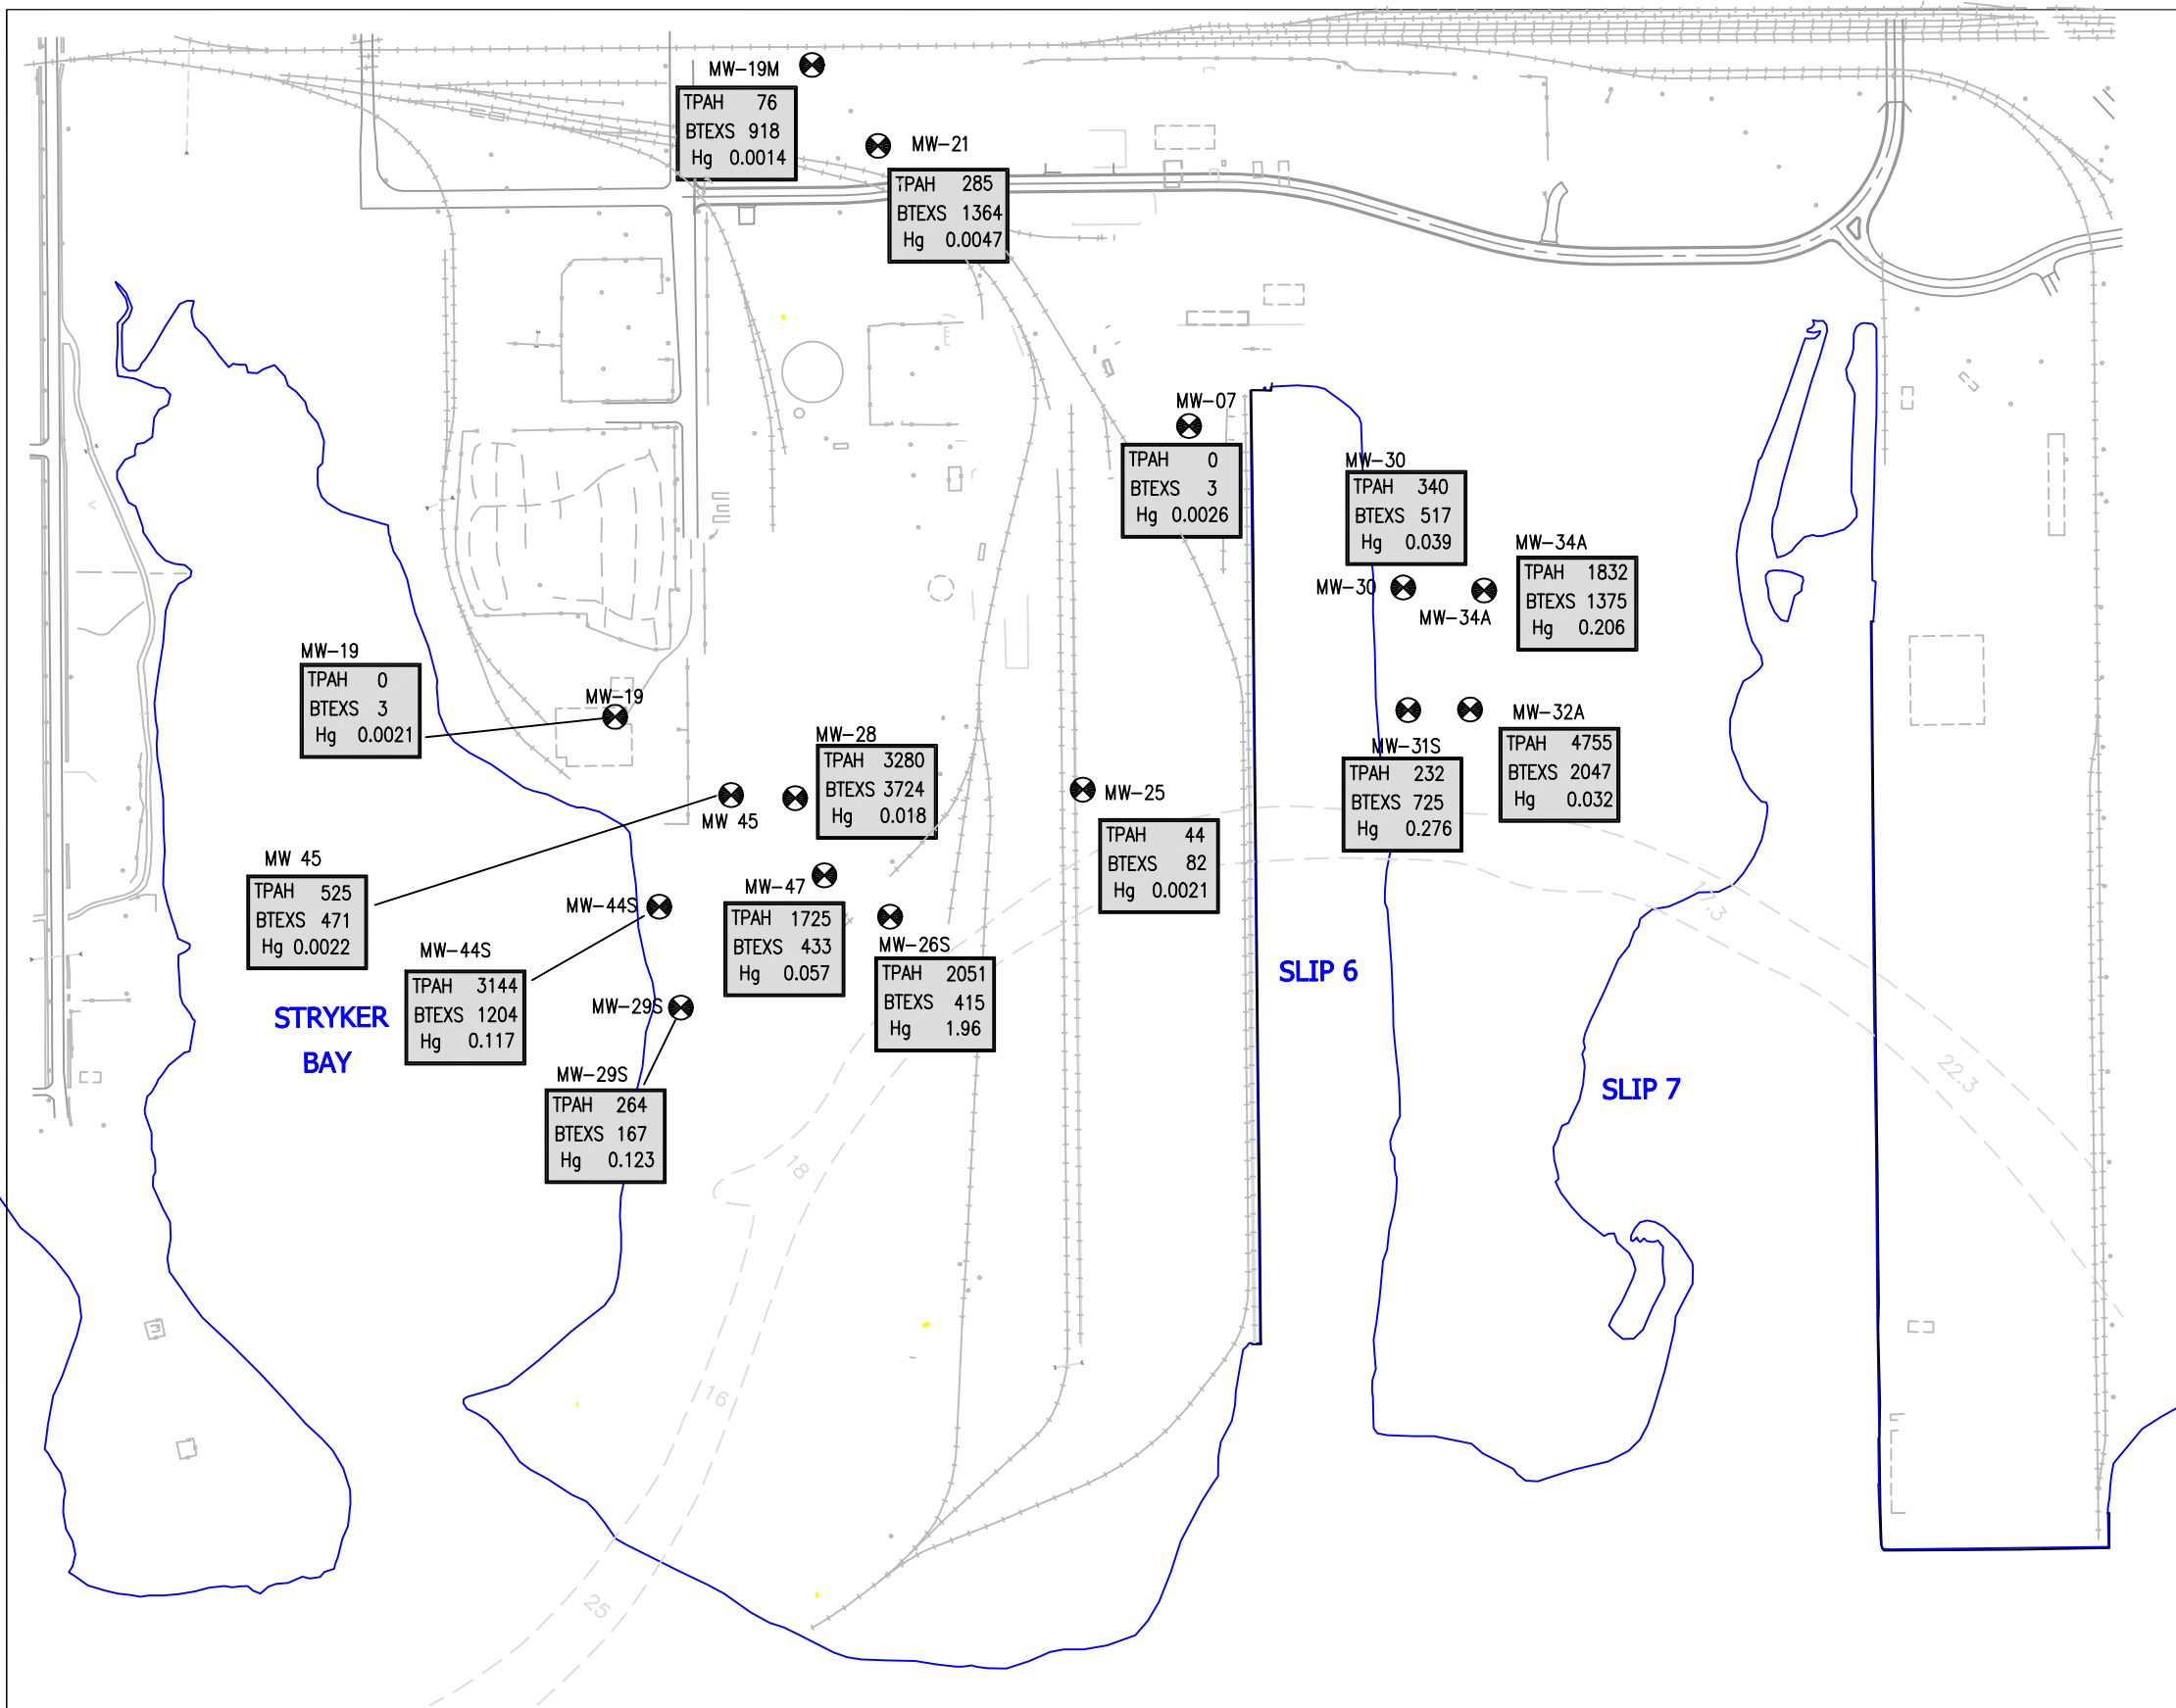 MW-19M
TPAH 76
BTEXS 918
Hg 0.0014
MW-21
TPAH 285
BTEXS 1364
Hg 0.0047
MW-07
TPAH 0
BTEXS 3
Hg 0.0026
MW-30
TPAH 340
BTEXS 517
Hg 0.039
MW-30
MW-34A
TPAH 1832
BTEXS 1375
Hg 0.206
MW-34A
MW-19
TPAH 0
BTEXS 3
Hg 0.0021
MW-19
MW-28
TPAH 3280
BTEXS 3724
Hg 0.018
MW-25
TPAH 44
BTEXS 82
Hg 0.0021
MW-31S
TPAH 232
BTEXS 725
Hg 0.276
MW-32A
TPAH 4755
BTEXS 2047
Hg 0.032
MW 45
MW 45
TPAH 525
BTEXS 471
Hg 0.0022
MW-44S
MW-44S
TPAH 3144
BTEXS 1204
Hg 0.117
MW-47
TPAH 1725
BTEXS 433
Hg 0.057
MW-26S
TPAH 2051
BTEXS 415
Hg 1.96
MW-29S
MW-29S
TPAH 264
BTEXS 167
Hg 0.123
STRYKER
BAY
SLIP 6
SLIP 7
17.3
22.3
18
16
25